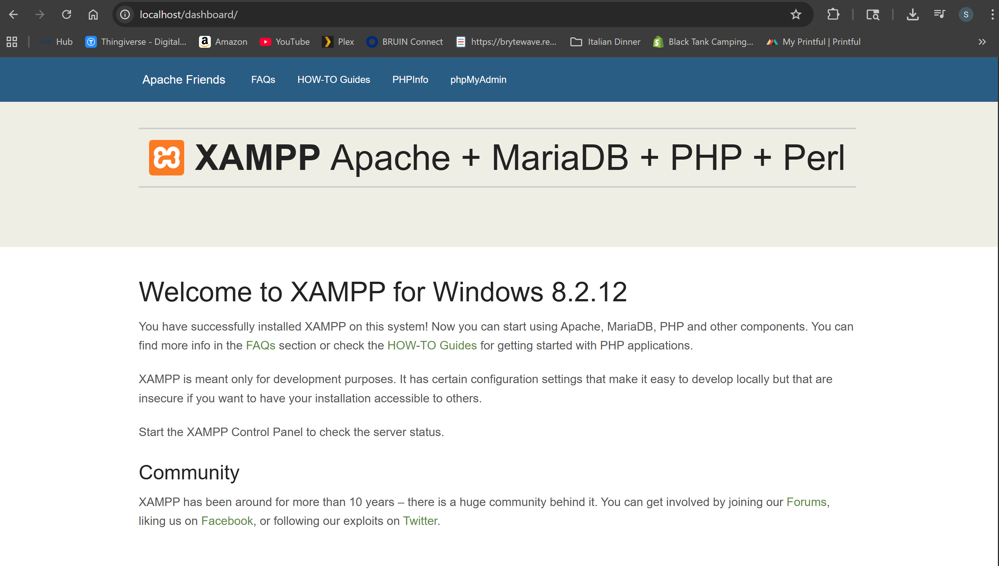 localhost/dashboard/
S
Hub
Thingiverse - Digital...
Amazon
YouTube
Plex
BRUIN Connect
https://brytewave.re...
Italian Dinner
Black Tank Camping...
My Printful | Printful
Apache Friends
FAQs
HOW-TO Guides
PHPInfo
phpMyAdmin
XAMPP Apache + MariaDB + PHP + Perl
Welcome to XAMPP for Windows 8.2.12
You have successfully installed XAMPP on this system! Now you can start using Apache, MariaDB, PHP and other components. You can
find more info in the FAQs section or check the HOW-TO Guides for getting started with PHP applications.
XAMPP is meant only for development purposes. It has certain configuration settings that make it easy to develop locally but that are
insecure if you want to have your installation accessible to others.
Start the XAMPP Control Panel to check the server status.
Community
XAMPP has been around for more than 10 years – there is a huge community behind it. You can get involved by joining our Forums,
liking us on Facebook, or following our exploits on Twitter.